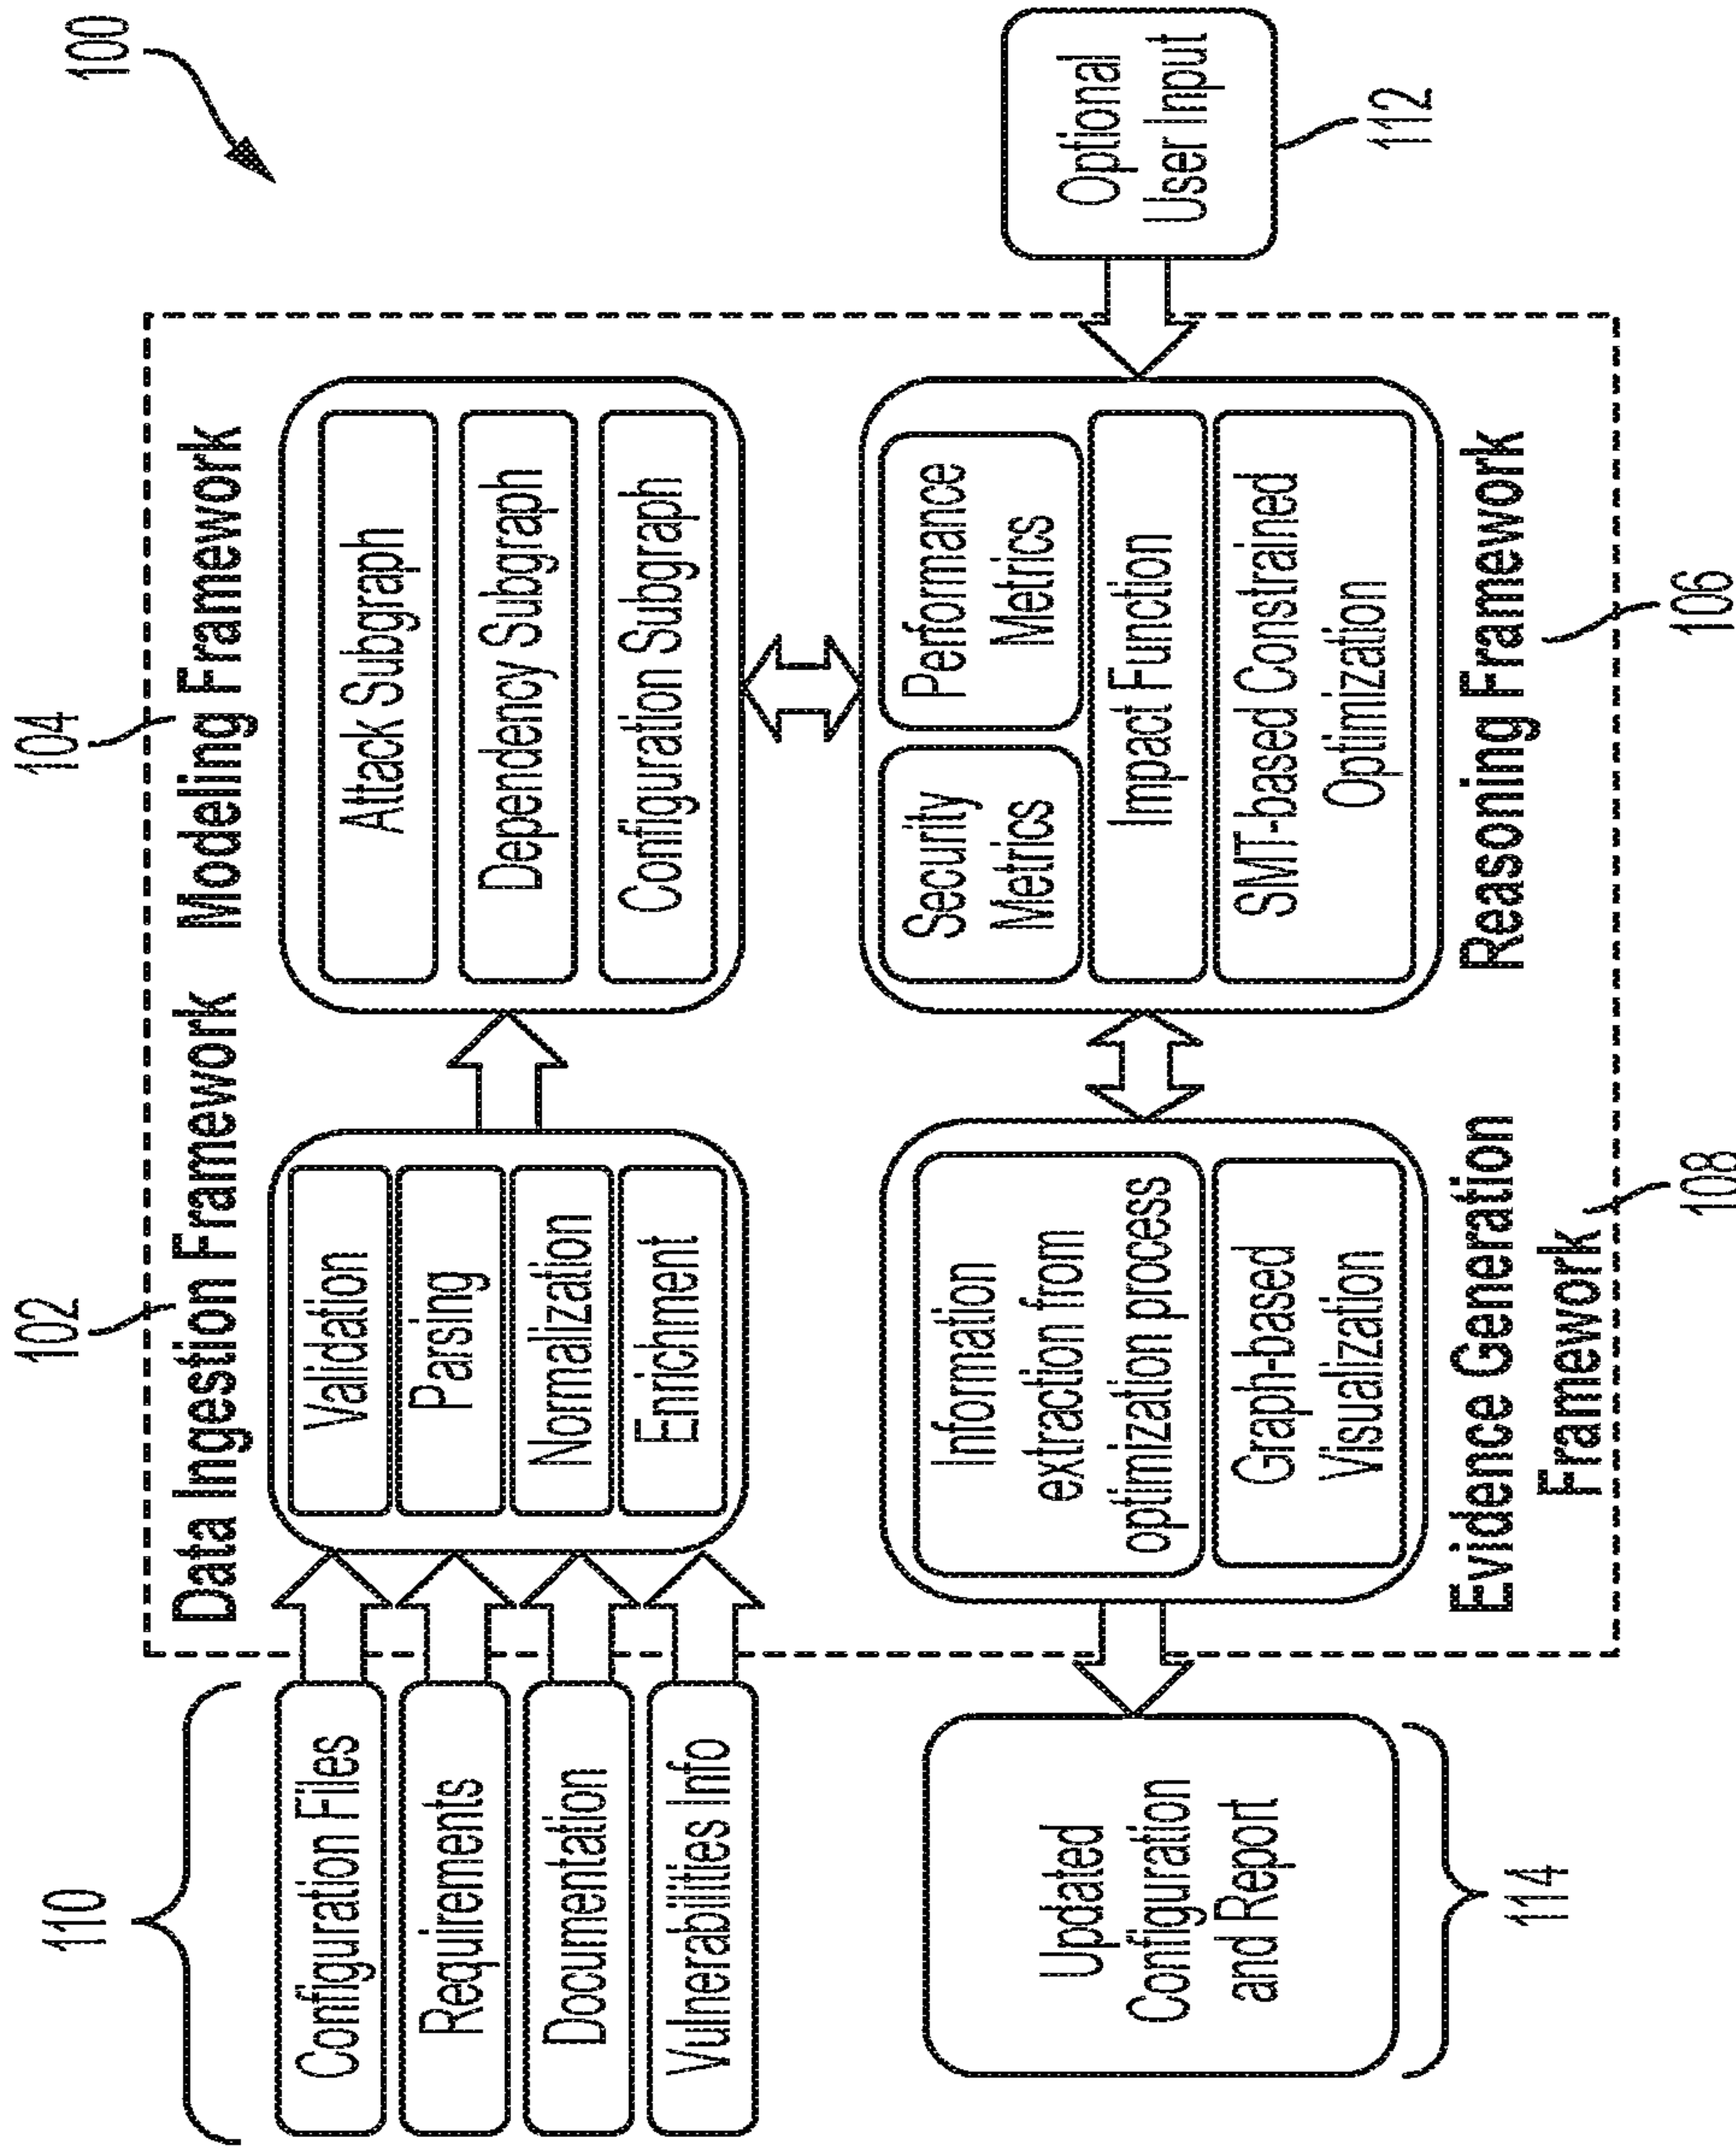 100
110
Configuration Files
Requirements
Documentation
Vulnerabilities Info
102
Data Ingestion Framework
Validation
Parsing
Normalization
Enrichment
104
Modeling Framework
Attack Subgraph
Dependency Subgraph
Configuration Subgraph
Updated
Configuration
and Report
114
Information
extraction from
optimization process
Graph-based
Visualization
Evidence Generation
Framework
108
Security
Metrics
Performance
Metrics
Impact Function
SMT-based Constrained
Optimization
Reasoning Framework
106
Optional
User Input
112